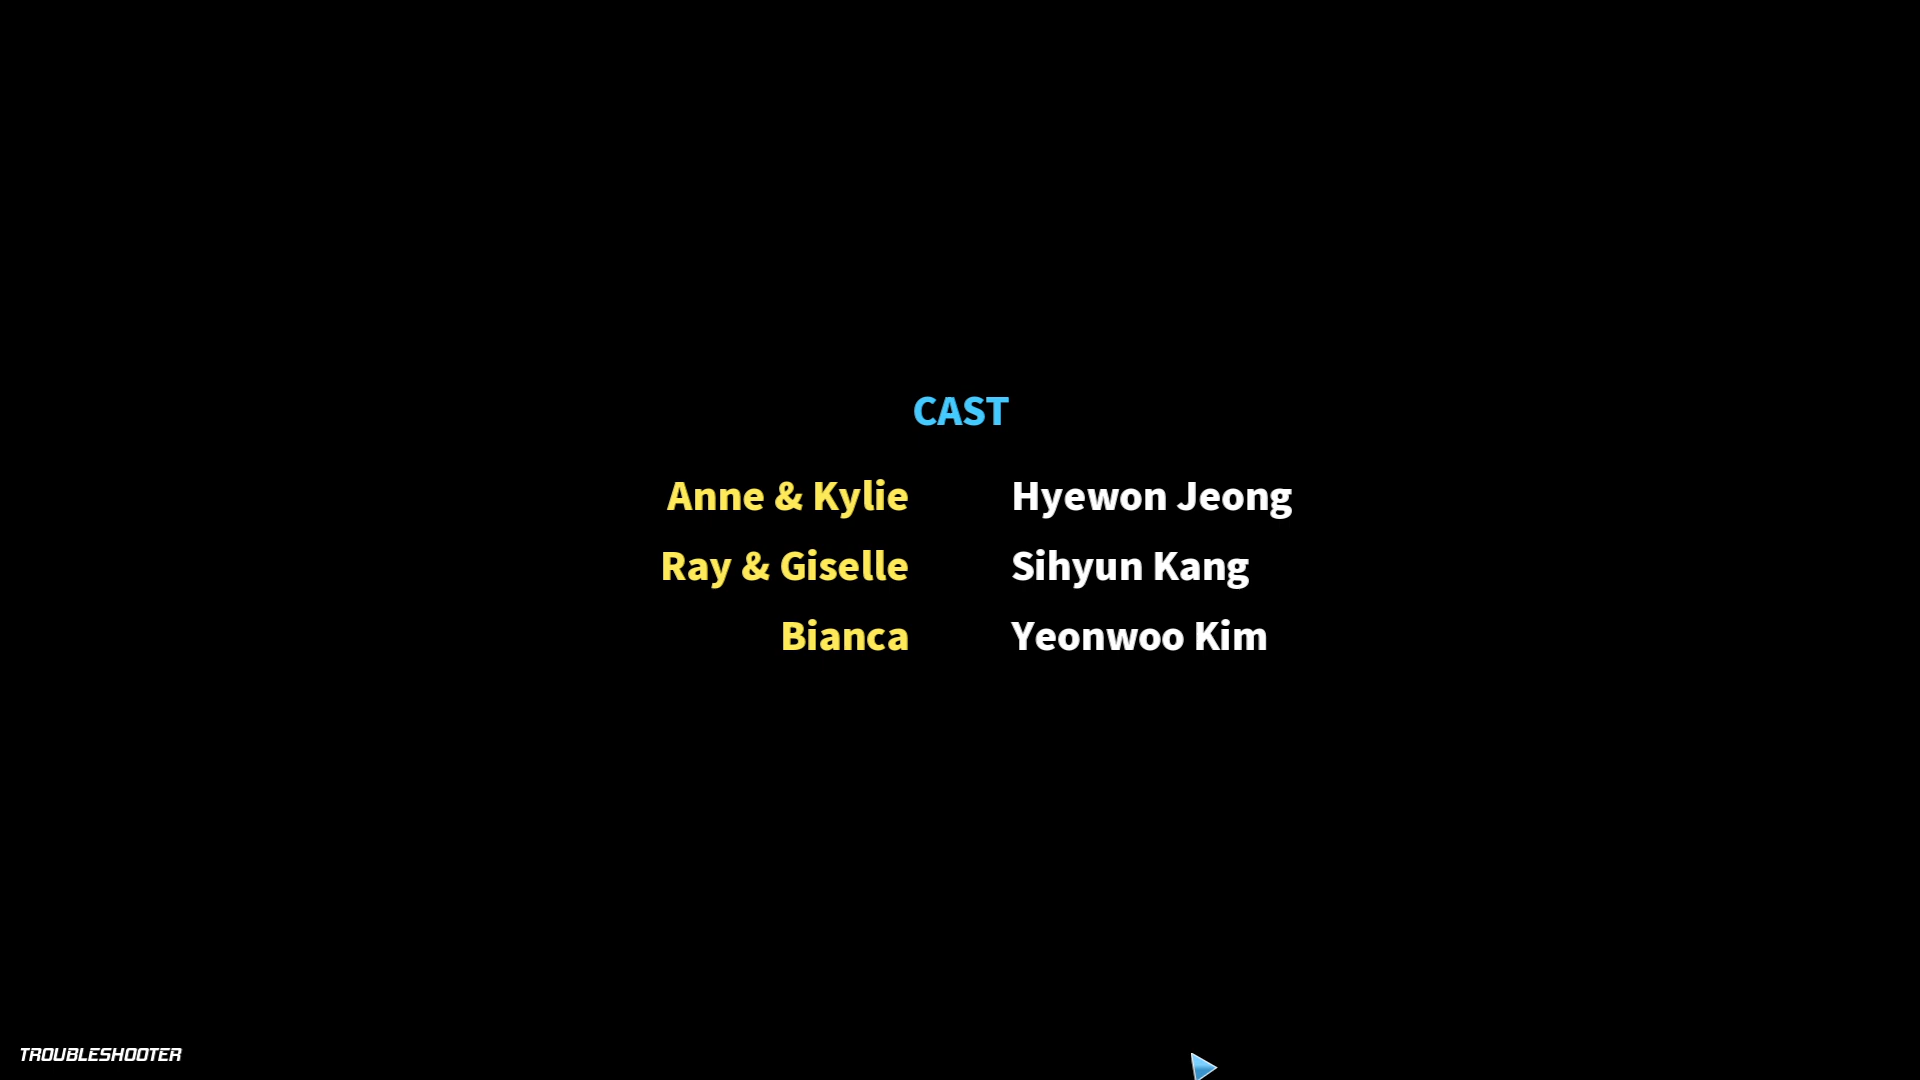 CAST
Anne & Kylie Hyewon Jeong
Ray & Giselle Sihyun Kang
Bianca Yeonwoo Kim
TROUBLESHOOTER